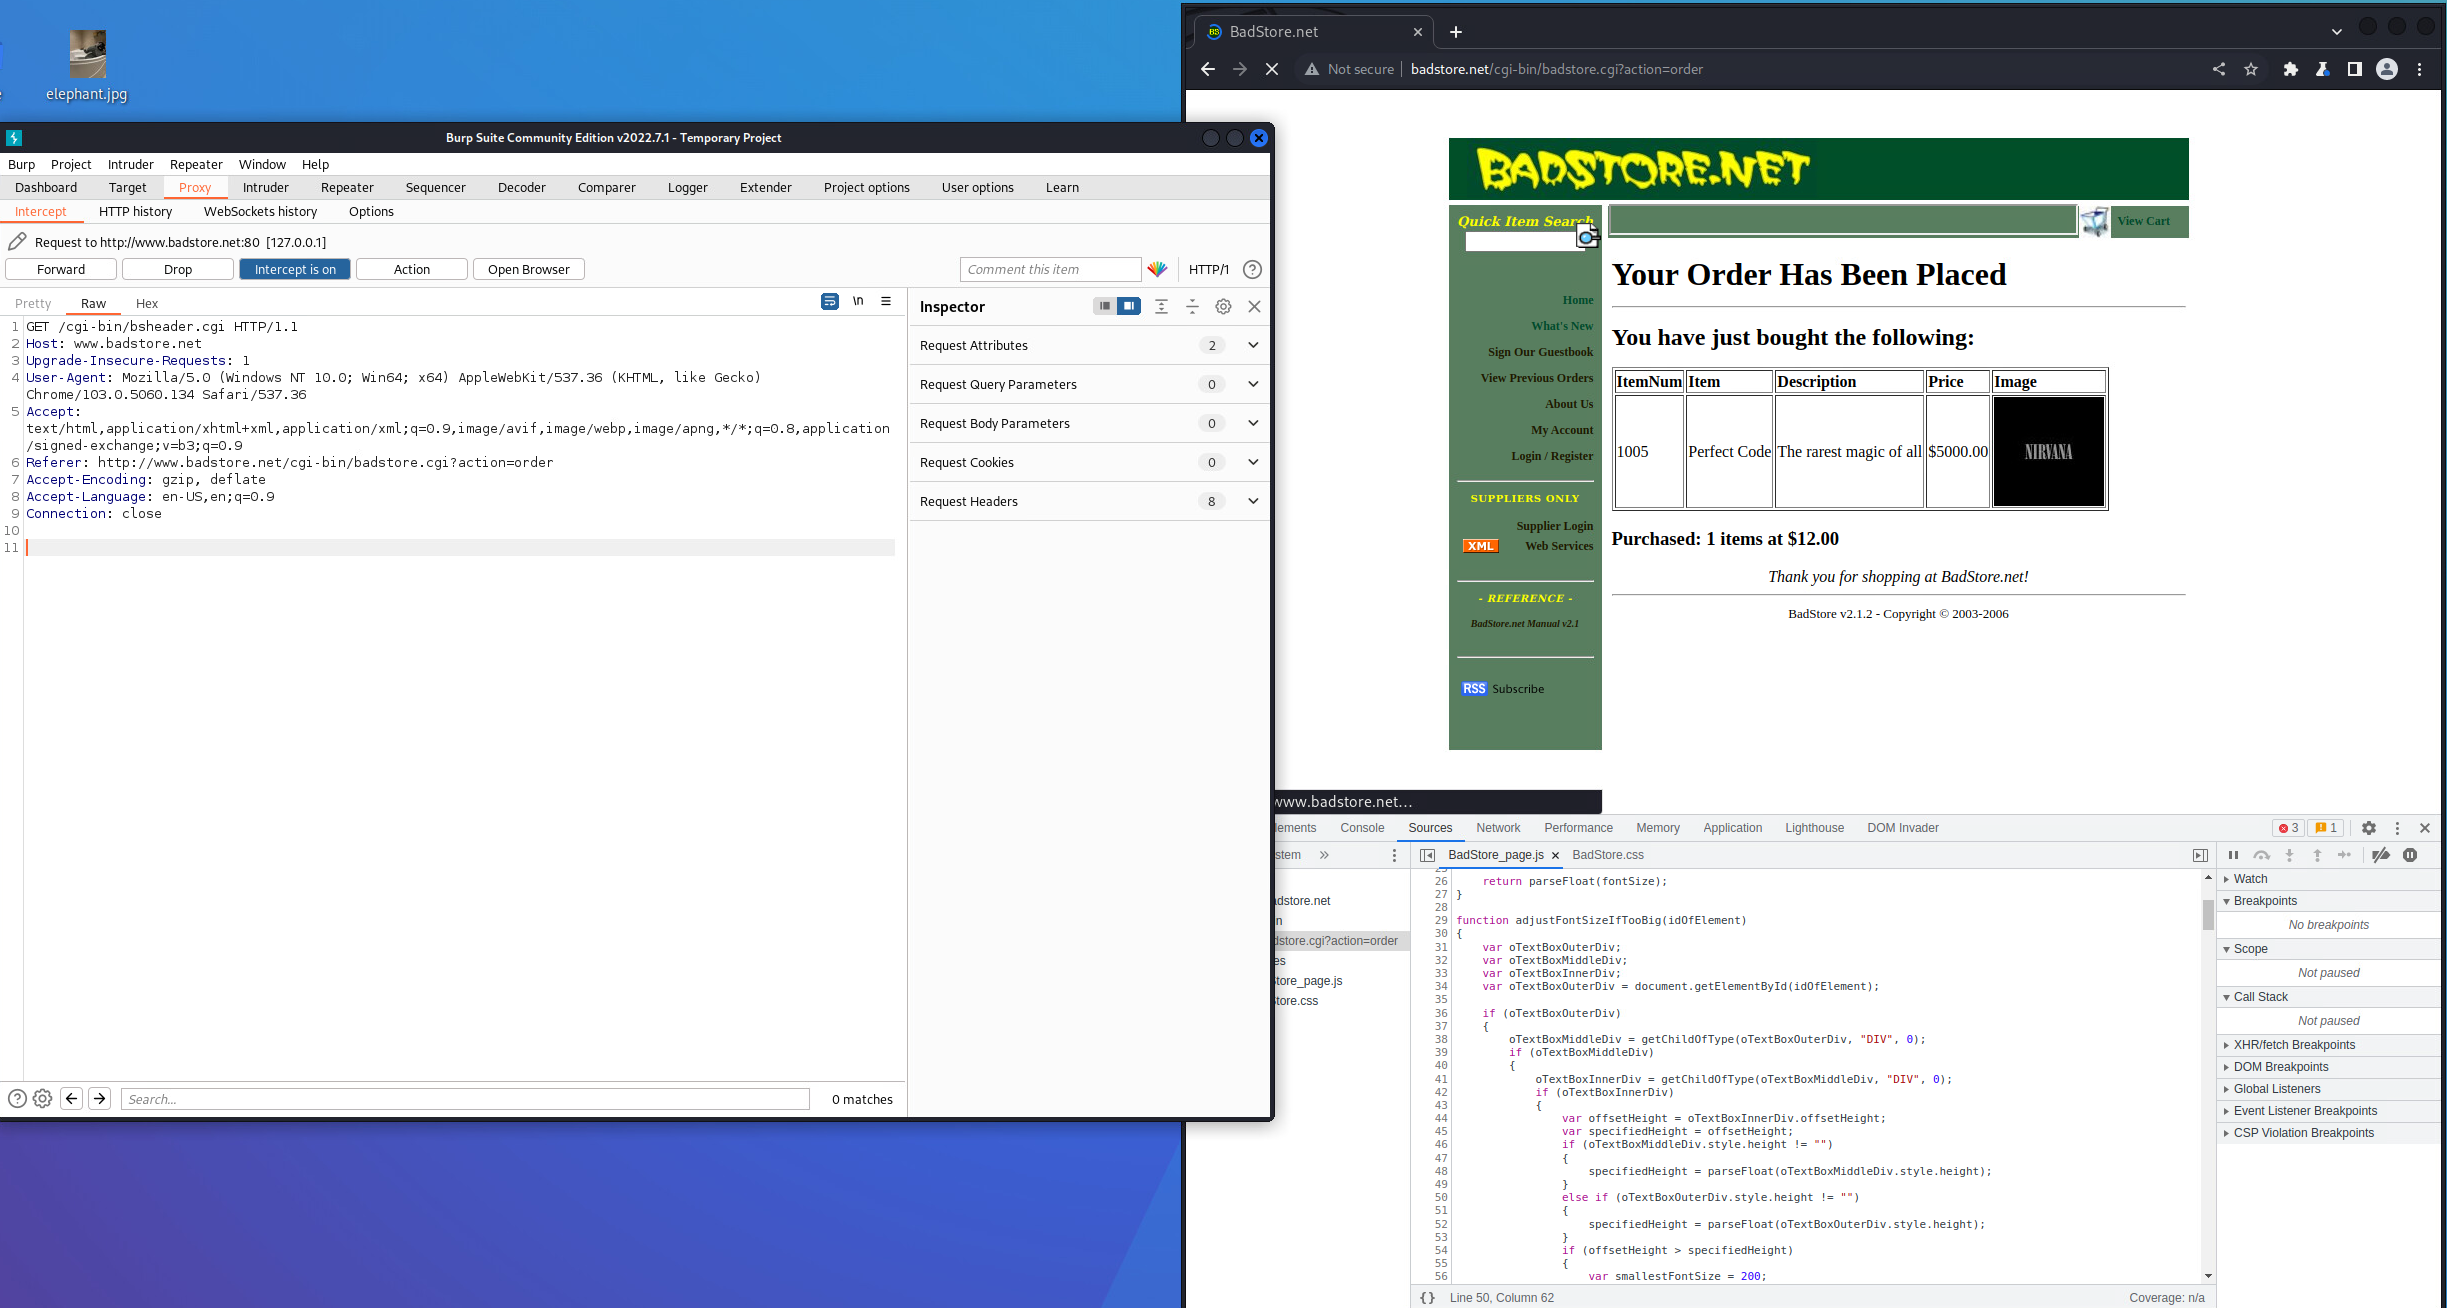 elephant.jpg
Burp Suite Community Edition v2022.7.1 - Temporary Project
Burp Project Intruder Repeater Window Help
Dashboard Target Proxy Intruder Repeater Sequencer Decoder Comparer Logger Extender Project options User options Learn
Intercept HTTP history WebSockets history Options
Request to http://www.badstore.net:80 [127.0.0.1]
Forward Drop Intercept is on Action Open Browser Comment this item HTTP/1 ?
Pretty Raw Hex \n
1 GET /cgi-bin/bsheader.cgi HTTP/1.1
2 Host: www.badstore.net
3 Upgrade-Insecure-Requests: 1
4 User-Agent: Mozilla/5.0 (Windows NT 10.0; Win64; x64) AppleWebKit/537.36 (KHTML, like Gecko)
Chrome/103.0.5060.134 Safari/537.36
5 Accept:
text/html,application/xhtml+xml,application/xml;q=0.9,image/avif,image/webp,image/apng,*/*;q=0.8,application
/signed-exchange;v=b3;q=0.9
6 Referer: http://www.badstore.net/cgi-bin/badstore.cgi?action=order
7 Accept-Encoding: gzip, deflate
8 Accept-Language: en-US,en;q=0.9
9 Connection: close
10
11
Inspector
Request Attributes 2
Request Query Parameters 0
Request Body Parameters 0
Request Cookies 0
Request Headers 8
? Search... 0 matches
BS BadStore.net
Not secure badstore.net/cgi-bin/badstore.cgi?action=order
BADSTORE.NET
Quick Item Search
View Cart
Home
What's New
Sign Our Guestbook
View Previous Orders
About Us
My Account
Login / Register
SUPPLIERS ONLY
Supplier Login
XML Web Services
- REFERENCE -
BadStore.net Manual v2.1
RSS Subscribe
Your Order Has Been Placed
You have just bought the following:
ItemNum Item Description Price Image
1005 Perfect Code The rarest magic of all $5000.00 NIRVANA
Purchased: 1 items at $12.00
Thank you for shopping at BadStore.net!
BadStore v2.1.2 - Copyright © 2003-2006
www.badstore.net...
lements Console Sources Network Performance Memory Application Lighthouse DOM Invader 3 1
stem » BadStore_page.js BadStore.css
adstore.net
n
dstore.cgi?action=order
es
Store_page.js
Store.css
25
26 return parseFloat(fontSize);
27 }
28
29 function adjustFontSizeIfTooBig(idOfElement)
30 {
31 var oTextBoxOuterDiv;
32 var oTextBoxMiddleDiv;
33 var oTextBoxInnerDiv;
34 var oTextBoxOuterDiv = document.getElementById(idOfElement);
35
36 if (oTextBoxOuterDiv)
37 {
38 oTextBoxMiddleDiv = getChildOfType(oTextBoxOuterDiv, "DIV", 0);
39 if (oTextBoxMiddleDiv)
40 {
41 oTextBoxInnerDiv = getChildOfType(oTextBoxMiddleDiv, "DIV", 0);
42 if (oTextBoxInnerDiv)
43 {
44 var offsetHeight = oTextBoxInnerDiv.offsetHeight;
45 var specifiedHeight = offsetHeight;
46 if (oTextBoxMiddleDiv.style.height != "")
47 {
48 specifiedHeight = parseFloat(oTextBoxMiddleDiv.style.height);
49 }
50 else if (oTextBoxOuterDiv.style.height != "")
51 {
52 specifiedHeight = parseFloat(oTextBoxOuterDiv.style.height);
53 }
54 if (offsetHeight > specifiedHeight)
55 {
56 var smallestFontSize = 200;
{} Line 50, Column 62 Coverage: n/a
Watch
Breakpoints
No breakpoints
Scope
Not paused
Call Stack
Not paused
XHR/fetch Breakpoints
DOM Breakpoints
Global Listeners
Event Listener Breakpoints
CSP Violation Breakpoints